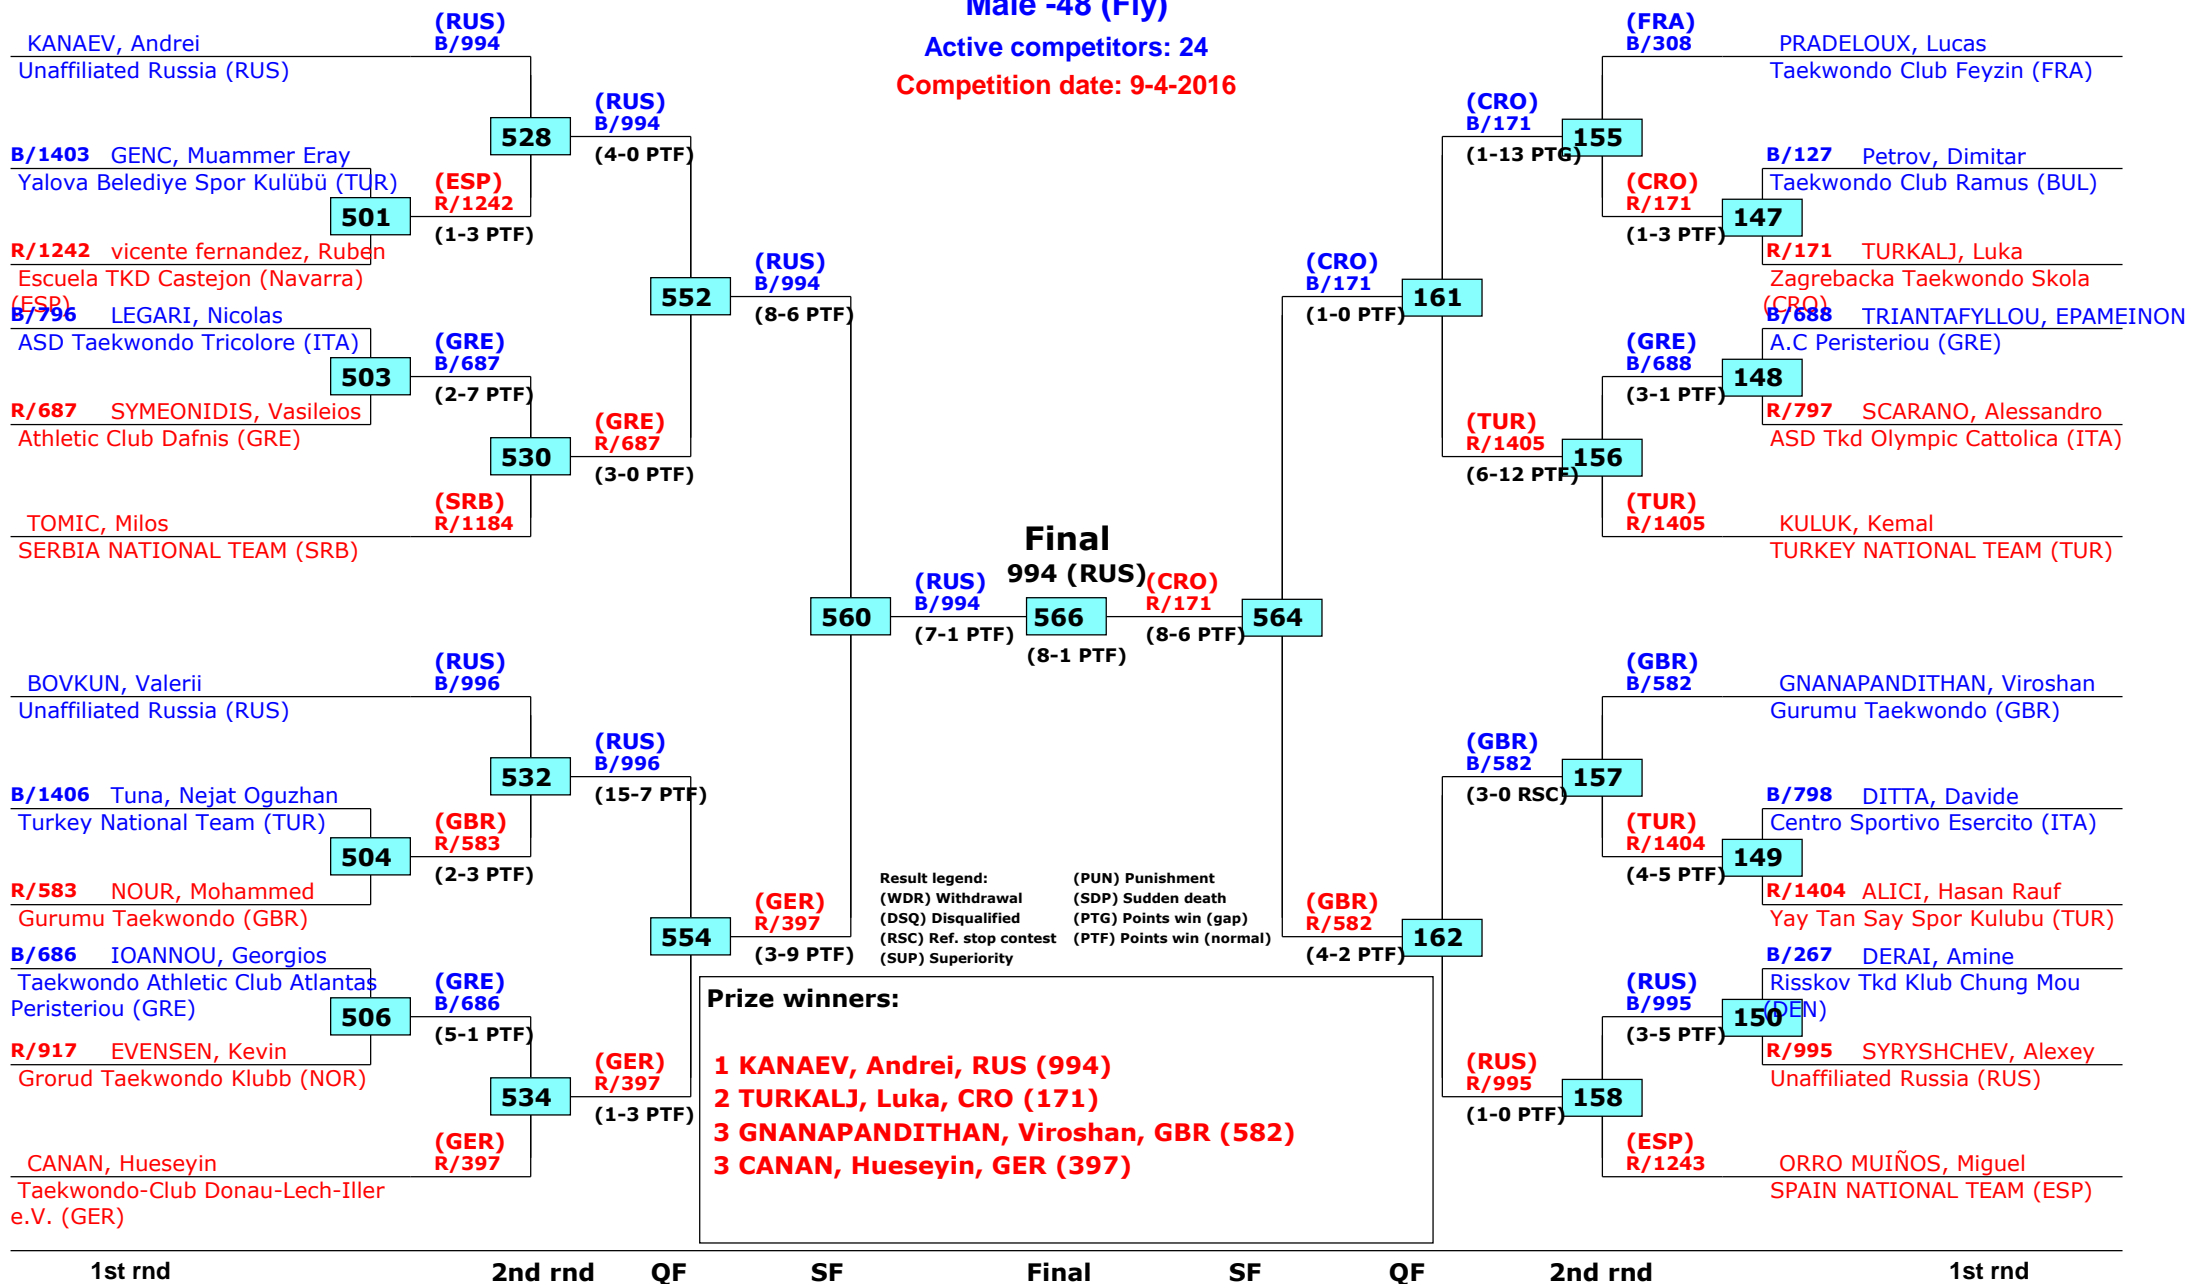 Male -48 (Fly)
Active competitors: 24
Competition date: 9-4-2016
KANAEV, Andrei
Unaffiliated Russia (RUS)
(RUS)
B/994
B/1403 GENC, Muammer Eray
Yalova Belediye Spor Kulübü (TUR)
501
R/1242 vicente fernandez, Ruben
Escuela TKD Castejon (Navarra)
(ESP)
(ESP)
R/1242
(1-3 PTF)
528
(RUS)
B/994
(4-0 PTF)
B/796 LEGARI, Nicolas
ASD Taekwondo Tricolore (ITA)
503
R/687 SYMEONIDIS, Vasileios
Athletic Club Dafnis (GRE)
(GRE)
B/687
(2-7 PTF)
530
(GRE)
R/687
(3-0 PTF)
TOMIC, Milos
SERBIA NATIONAL TEAM (SRB)
(SRB)
R/1184
552
(RUS)
B/994
(8-6 PTF)
BOVKUN, Valerii
Unaffiliated Russia (RUS)
(RUS)
B/996
B/1406 Tuna, Nejat Oguzhan
Turkey National Team (TUR)
504
R/583 NOUR, Mohammed
Gurumu Taekwondo (GBR)
(GBR)
R/583
(2-3 PTF)
532
(RUS)
B/996
(15-7 PTF)
B/686 IOANNOU, Georgios
Taekwondo Athletic Club Atlantas
Peristeriou (GRE)
506
R/917 EVENSEN, Kevin
Grorud Taekwondo Klubb (NOR)
(GRE)
B/686
(5-1 PTF)
534
(GER)
R/397
(1-3 PTF)
CANAN, Hueseyin
Taekwondo-Club Donau-Lech-Iller
e.V. (GER)
(GER)
R/397
554
(GER)
R/397
(3-9 PTF)
560
(RUS)
B/994
(7-1 PTF)
Final
994 (RUS)
566
(8-1 PTF)
(CRO)
R/171
(8-6 PTF)
564
(FRA)
B/308
PRADELOUX, Lucas
Taekwondo Club Feyzin (FRA)
(CRO)
B/171
(1-13 PTG)
155
(CRO)
R/171
(1-3 PTF)
147
B/127 Petrov, Dimitar
Taekwondo Club Ramus (BUL)
R/171 TURKALJ, Luka
Zagrebacka Taekwondo Skola
(CRO)
(CRO)
B/171
(1-0 PTF)
161
B/688 TRIANTAFYLLOU, EPAMEINON
A.C Peristeriou (GRE)
(GRE)
B/688
(3-1 PTF)
148
R/797 SCARANO, Alessandro
ASD Tkd Olympic Cattolica (ITA)
(TUR)
R/1405
(6-12 PTF)
156
(TUR)
R/1405
KULUK, Kemal
TURKEY NATIONAL TEAM (TUR)
(GBR)
B/582
GNANAPANDITHAN, Viroshan
Gurumu Taekwondo (GBR)
(GBR)
B/582
(3-0 RSC)
157
(TUR)
R/1404
(4-5 PTF)
149
B/798 DITTA, Davide
Centro Sportivo Esercito (ITA)
R/1404 ALICI, Hasan Rauf
Yay Tan Say Spor Kulubu (TUR)
(GBR)
R/582
(4-2 PTF)
162
B/267 DERAI, Amine
Risskov Tkd Klub Chung Mou
(DEN)
(RUS)
B/995
(3-5 PTF)
150
R/995 SYRYSHCHEV, Alexey
Unaffiliated Russia (RUS)
(RUS)
R/995
(1-0 PTF)
158
(ESP)
R/1243
ORRO MUIÑOS, Miguel
SPAIN NATIONAL TEAM (ESP)
Result legend:
(WDR) Withdrawal
(DSQ) Disqualified
(RSC) Ref. stop contest
(SUP) Superiority
(PUN) Punishment
(SDP) Sudden death
(PTG) Points win (gap)
(PTF) Points win (normal)
Prize winners:
1 KANAEV, Andrei, RUS (994)
2 TURKALJ, Luka, CRO (171)
3 GNANAPANDITHAN, Viroshan, GBR (582)
3 CANAN, Hueseyin, GER (397)
1st rnd 2nd rnd QF SF Final SF QF 2nd rnd 1st rnd